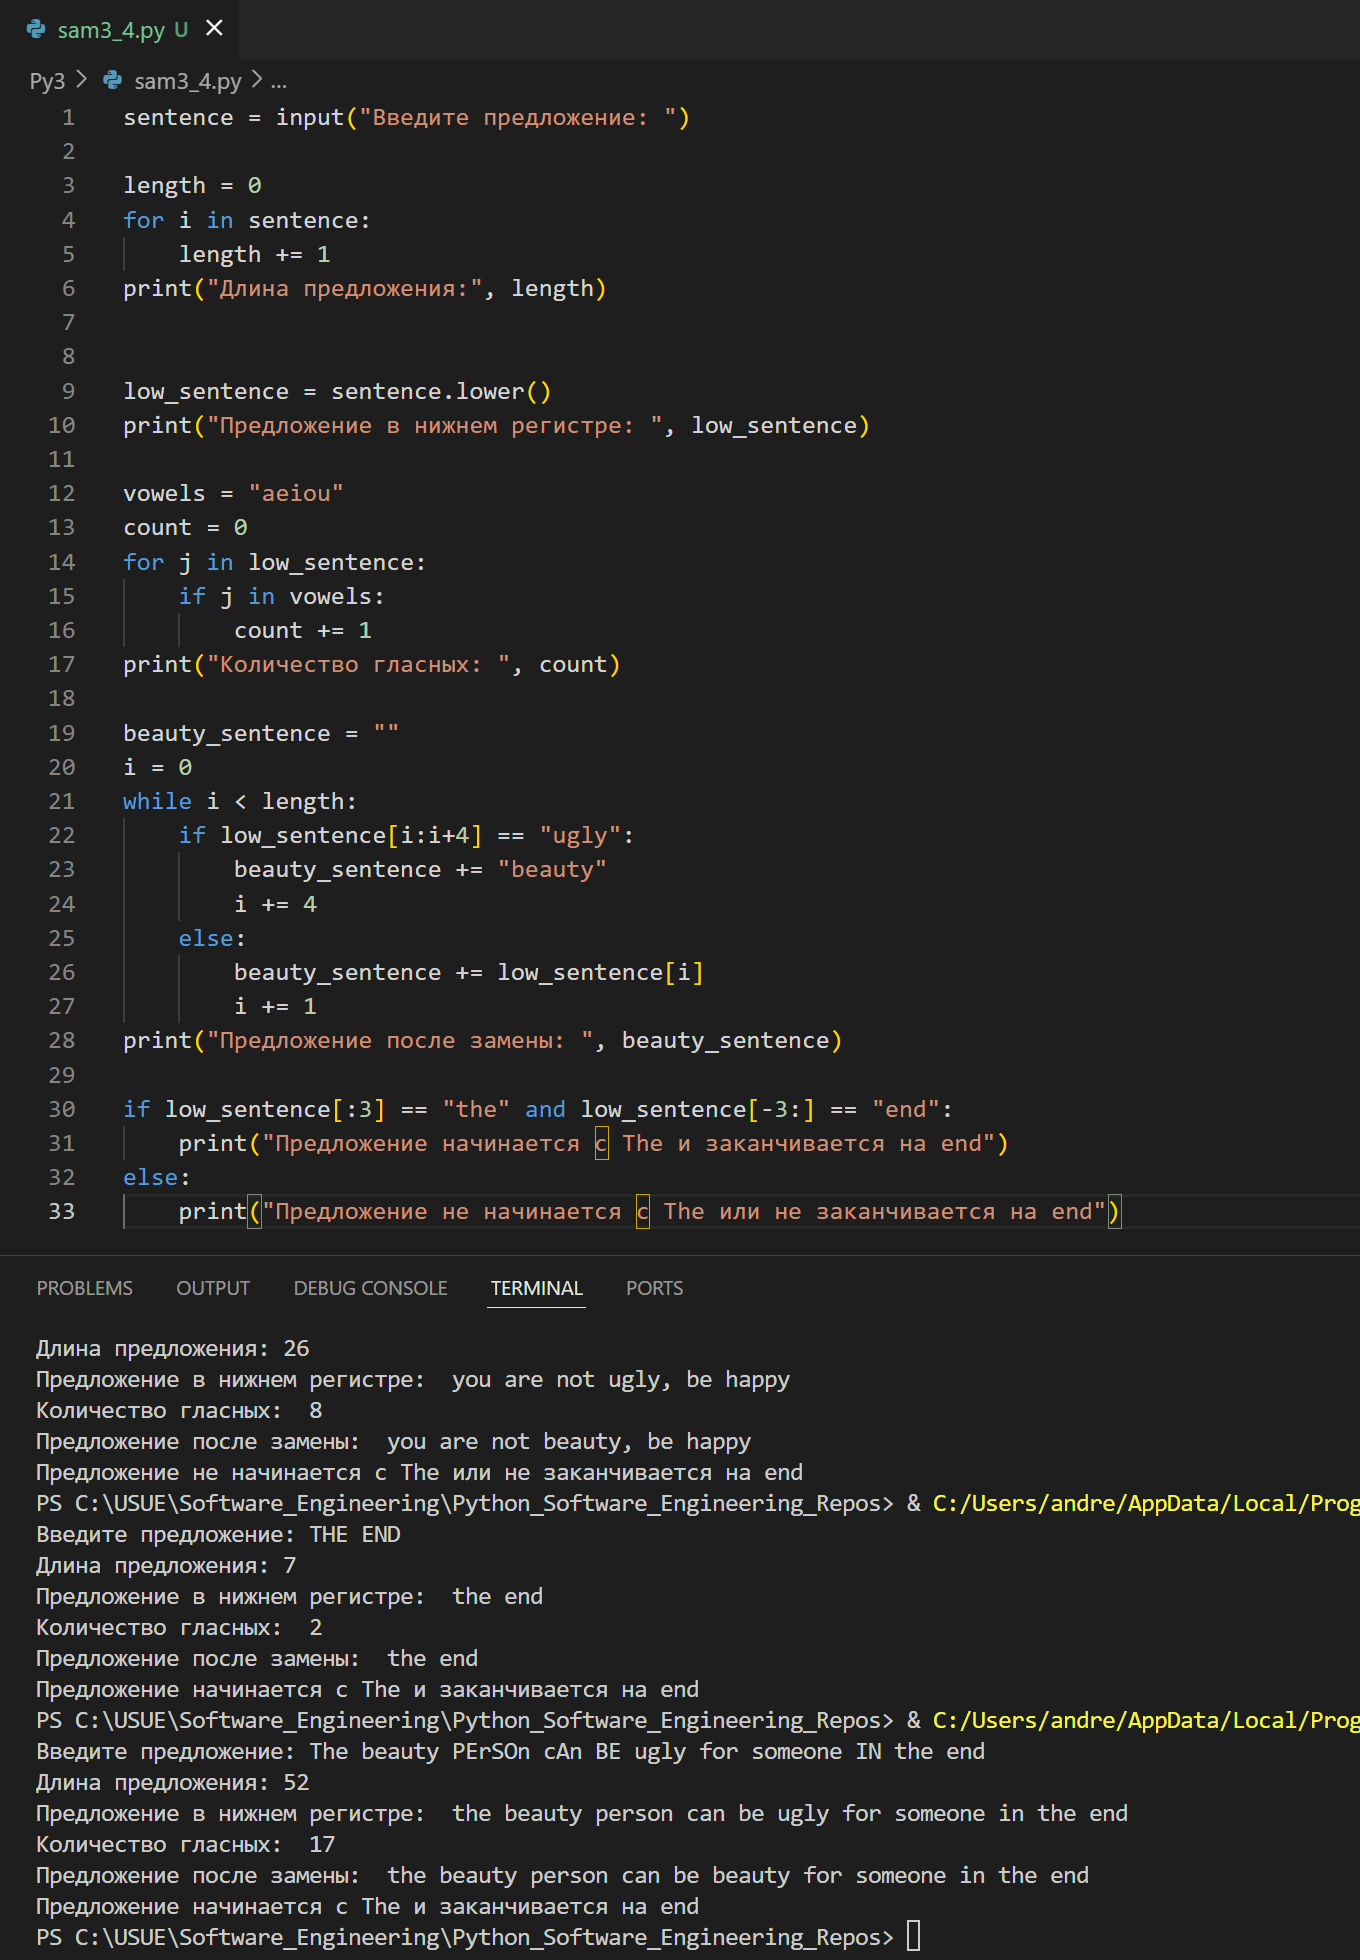 sam3_4.py U
Py3 > sam3_4.py > ...
1 sentence = input("Введите предложение: ")
2
3 length = 0
4 for i in sentence:
5     length += 1
6 print("Длина предложения:", length)
7
8
9 low_sentence = sentence.lower()
10 print("Предложение в нижнем регистре: ", low_sentence)
11
12 vowels = "aeiou"
13 count = 0
14 for j in low_sentence:
15     if j in vowels:
16         count += 1
17 print("Количество гласных: ", count)
18
19 beauty_sentence = ""
20 i = 0
21 while i < length:
22     if low_sentence[i:i+4] == "ugly":
23         beauty_sentence += "beauty"
24         i += 4
25     else:
26         beauty_sentence += low_sentence[i]
27         i += 1
28 print("Предложение после замены: ", beauty_sentence)
29
30 if low_sentence[:3] == "the" and low_sentence[-3:] == "end":
31     print("Предложение начинается с The и заканчивается на end")
32 else:
33     print("Предложение не начинается с The или не заканчивается на end")
PROBLEMS OUTPUT DEBUG CONSOLE TERMINAL PORTS
Длина предложения: 26
Предложение в нижнем регистре:  you are not ugly, be happy
Количество гласных:  8
Предложение после замены:  you are not beauty, be happy
Предложение не начинается с The или не заканчивается на end
PS C:\USUE\Software_Engineering\Python_Software_Engineering_Repos> & C:/Users/andre/AppData/Local/Prog
Введите предложение: THE END
Длина предложения: 7
Предложение в нижнем регистре:  the end
Количество гласных:  2
Предложение после замены:  the end
Предложение начинается с The и заканчивается на end
PS C:\USUE\Software_Engineering\Python_Software_Engineering_Repos> & C:/Users/andre/AppData/Local/Prog
Введите предложение: The beauty PErSOn cAn BE ugly for someone IN the end
Длина предложения: 52
Предложение в нижнем регистре:  the beauty person can be ugly for someone in the end
Количество гласных:  17
Предложение после замены:  the beauty person can be beauty for someone in the end
Предложение начинается с The и заканчивается на end
PS C:\USUE\Software_Engineering\Python_Software_Engineering_Repos>